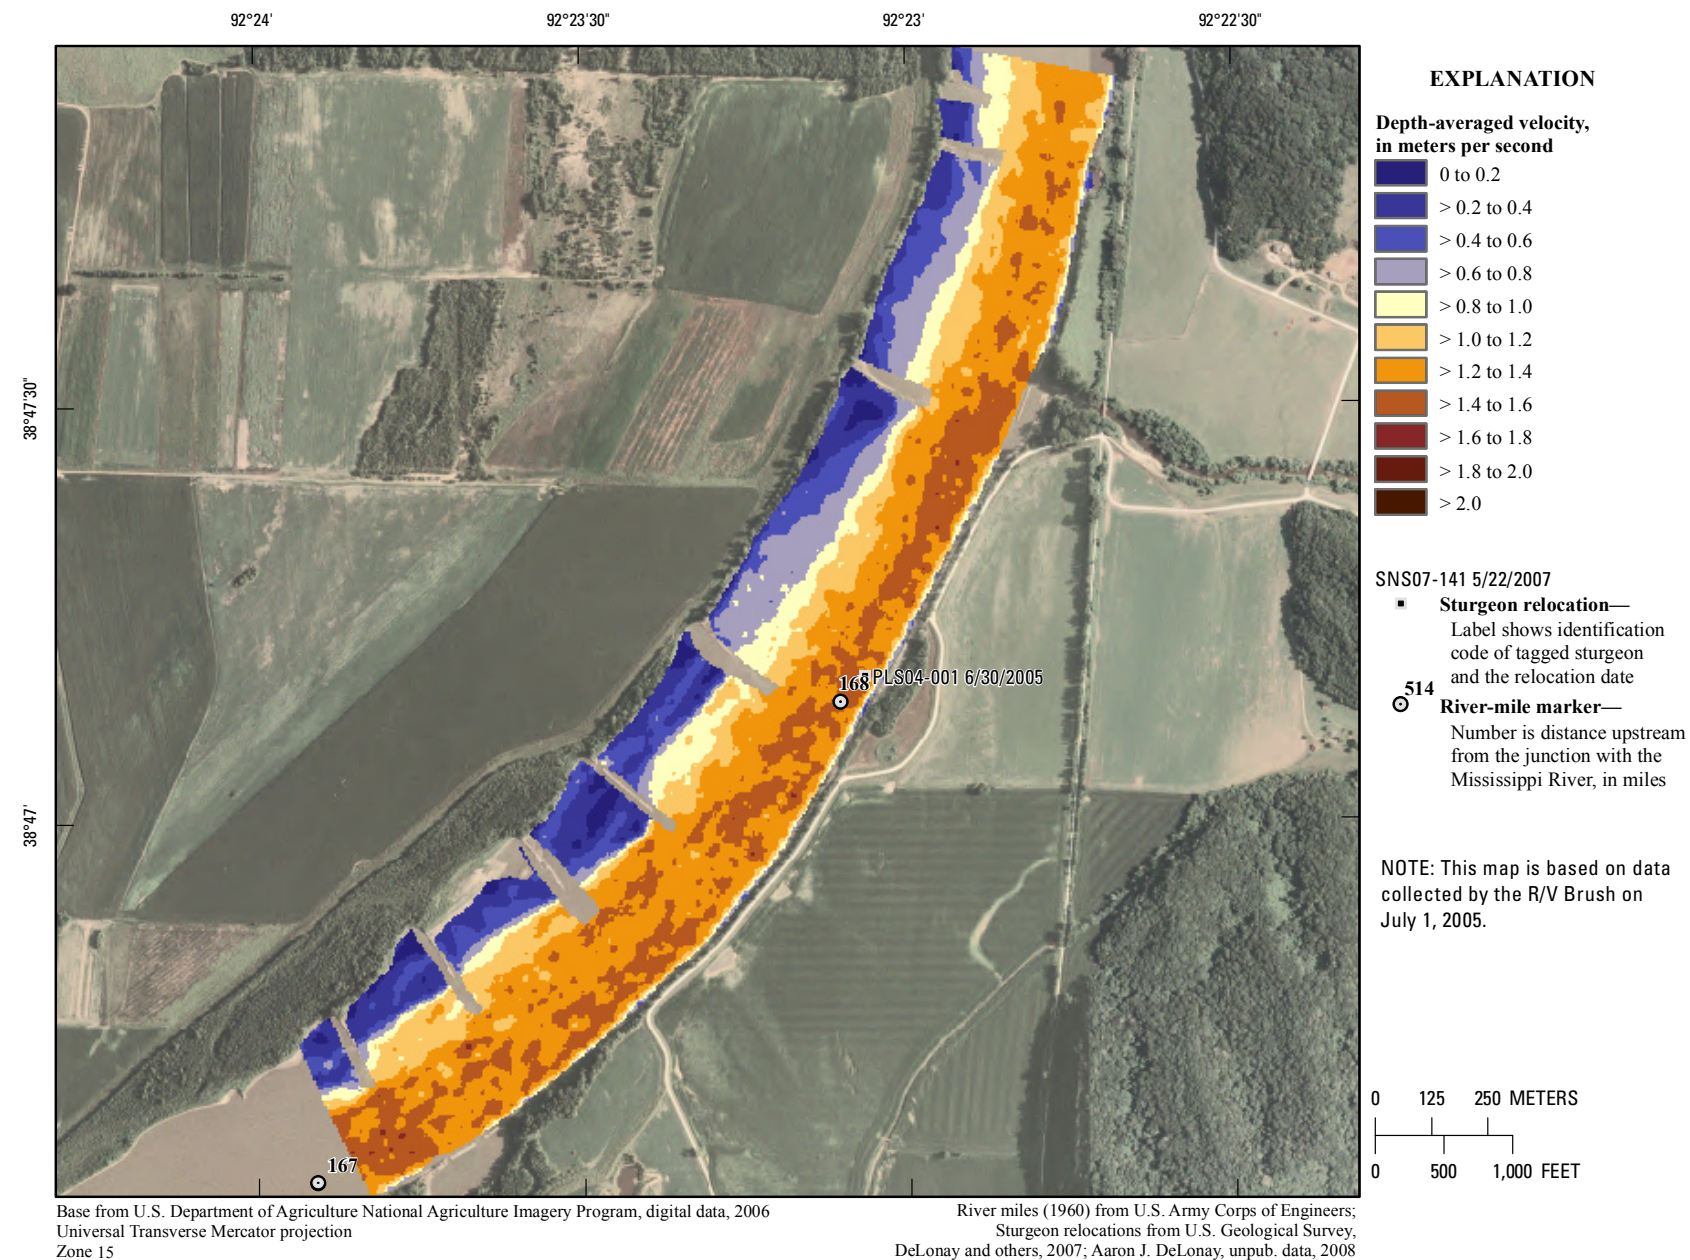 92°24'
92°23'30"
92°23'
92°22'30"
38°47'30"
38°47'
168
PLS04-001 6/30/2005
167
EXPLANATION
Depth-averaged velocity,
in meters per second
0 to 0.2
> 0.2 to 0.4
> 0.4 to 0.6
> 0.6 to 0.8
> 0.8 to 1.0
> 1.0 to 1.2
> 1.2 to 1.4
> 1.4 to 1.6
> 1.6 to 1.8
> 1.8 to 2.0
> 2.0
SNS07-141 5/22/2007
Sturgeon relocation—
Label shows identification
code of tagged sturgeon
and the relocation date
514
River-mile marker—
Number is distance upstream
from the junction with the
Mississippi River, in miles
NOTE: This map is based on data
collected by the R/V Brush on
July 1, 2005.
0 125 250 METERS
0 500 1,000 FEET
Base from U.S. Department of Agriculture National Agriculture Imagery Program, digital data, 2006
Universal Transverse Mercator projection
Zone 15
River miles (1960) from U.S. Army Corps of Engineers;
Sturgeon relocations from U.S. Geological Survey,
DeLonay and others, 2007; Aaron J. DeLonay, unpub. data, 2008